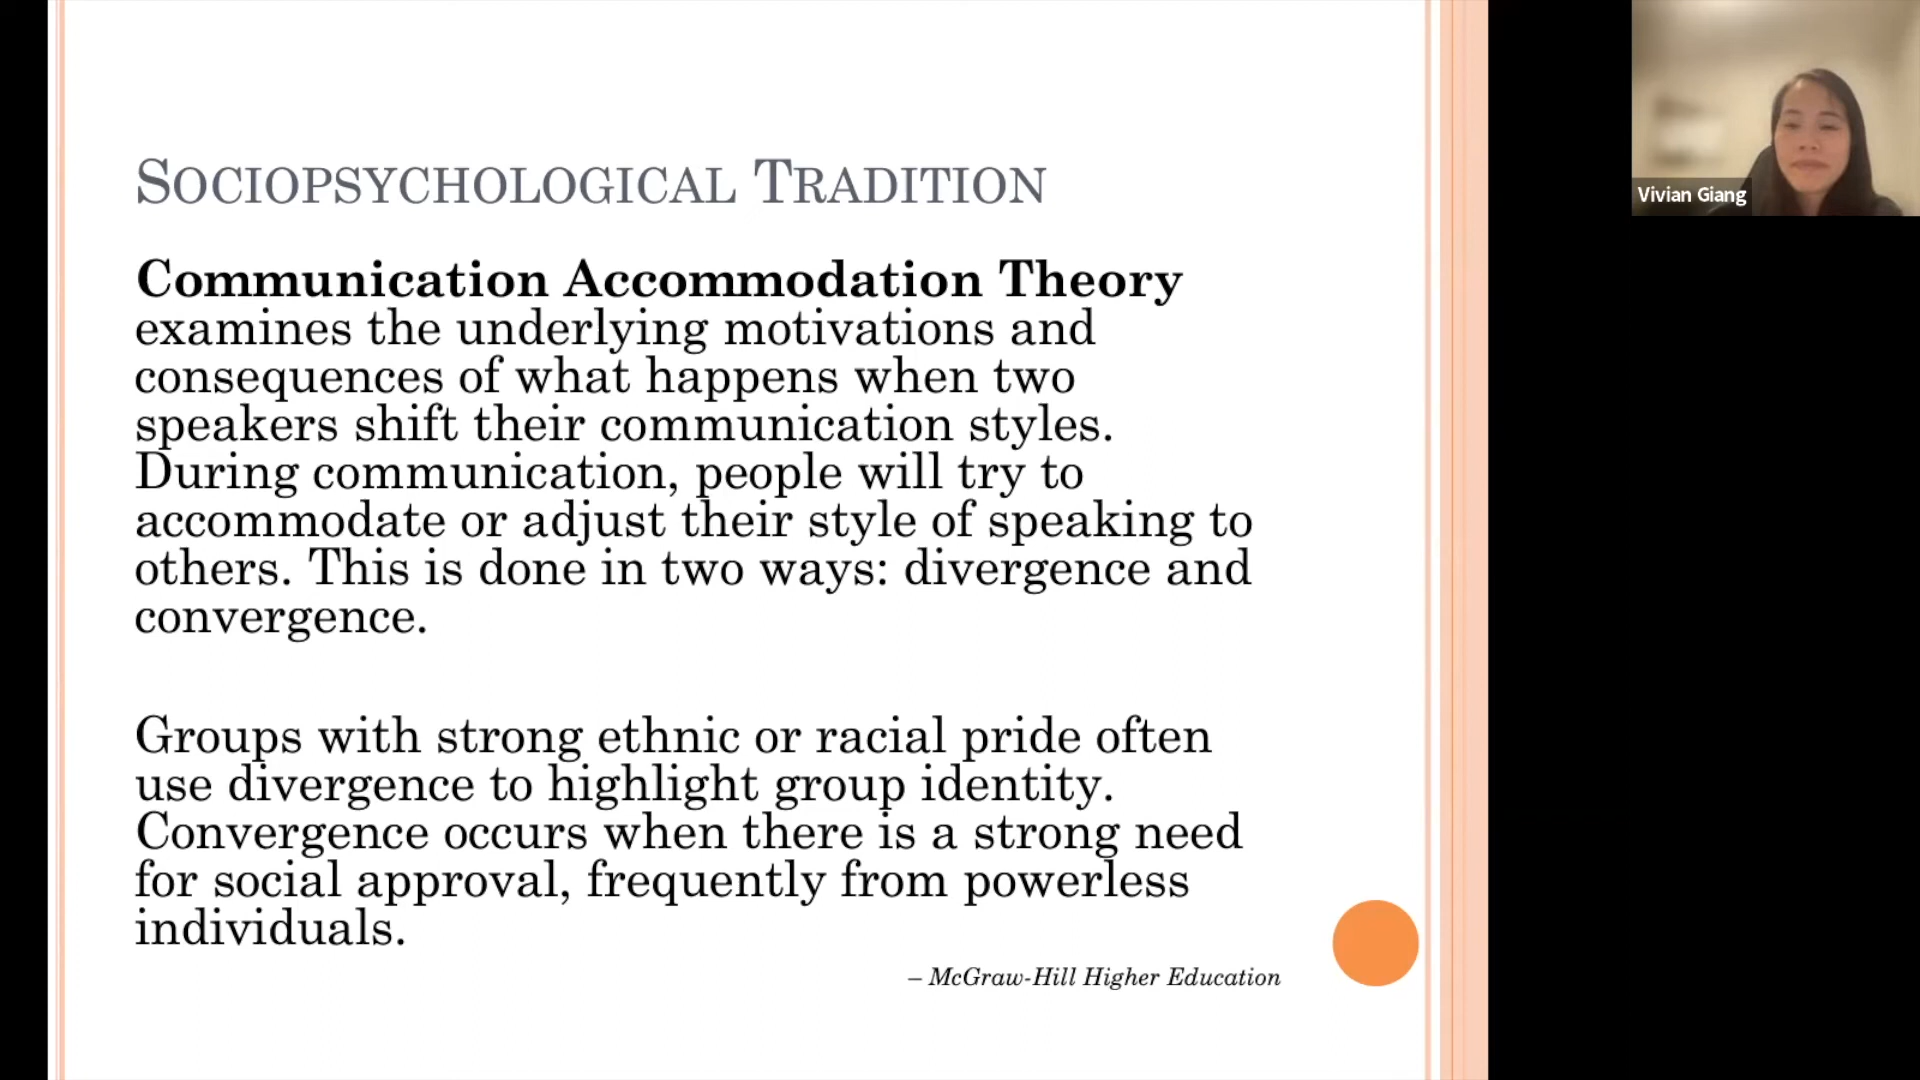 SOCIOPSYCHOLOGICAL TRADITION
Communication Accommodation Theory
examines the underlying motivations and
consequences of what happens when two
speakers shift their communication styles.
During communication, people will try to
accommodate or adjust their style of speaking to
others. This is done in two ways: divergence and
convergence.
Groups with strong ethnic or racial pride often
use divergence to highlight group identity.
Convergence occurs when there is a strong need
for social approval, frequently from powerless
individuals.
– McGraw-Hill Higher Education
Vivian Giang